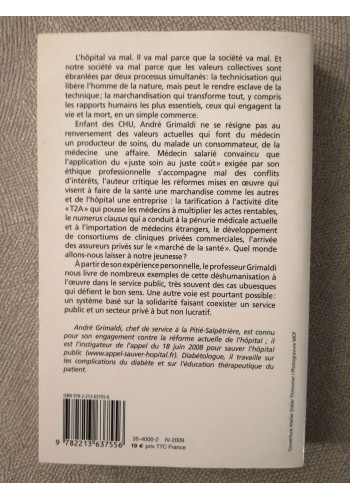 L'hôpital va mal. Il va mal parce que la société va mal. Et
notre société va mal parce que les valeurs collectives sont
ébranlées par deux processus simultanés : la technicisation qui
libère l'homme de la nature, mais peut le rendre esclave de la
technique ; la marchandisation qui transforme tout, y compris
les rapports humains les plus essentiels, ceux qui engagent la
vie et la mort, en un simple commerce.
Enfant des CHU, André Grimaldi ne se résigne pas au
renversement des valeurs actuelles qui font du médecin
un producteur de soins, du malade un consommateur, de la
médecine une affaire. Médecin salarié convaincu que
l'application du «juste soin au juste coût» exigée par son
éthique professionnelle s'accompagne mal des conflits
d'intérêts, l'auteur critique les réformes mises en œuvre qui
visent à faire de la santé une marchandise comme les autres
et de l'hôpital une entreprise : la tarification à l'activité dite
«T2A» qui pousse les médecins à multiplier les actes rentables,
le numerus clausus qui a conduit à la pénurie médicale actuelle
et à l'importation de médecins étrangers, le développement
de consortiums de cliniques privées commerciales, l'arrivée
des assureurs privés sur le «marché de la santé». Quel monde
allons-nous laisser à notre jeunesse ?
À partir de son expérience personnelle, le professeur Grimaldi
nous livre de nombreux exemples de cette déshumanisation à
l'œuvre dans le service public, très souvent des cas ubuesques
qui défient le bon sens. Une autre voie est pourtant possible :
un système basé sur la solidarité faisant coexister un service
public et un secteur privé à but non lucratif.
André Grimaldi, chef de service à la Pitié-Salpêtrière, est connu
pour son engagement contre la réforme actuelle de l'hôpital ; il
est l'instigateur de l'appel du 18 juin 2008 pour sauver l'hôpital
public (www.appel-sauver-hopital.fr). Diabétologue, il travaille sur
les complications du diabète et sur l'éducation thérapeutique du
patient.
Couverture Atelier Didier Thimonier / Photogravure MCP
ISBN 978-2-213-63755-6
9 782213 637556
35-4000-2 IV-2009
19 € prix TTC France